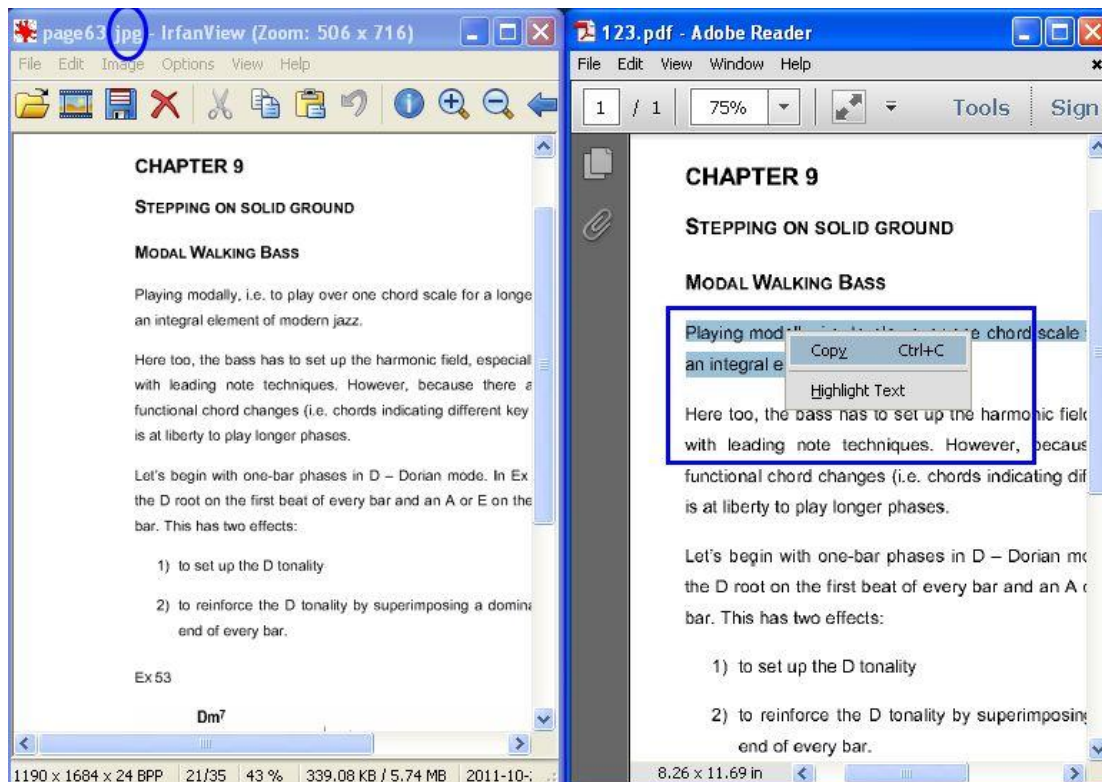 page63.jpg - IrfanView (Zoom: 506 x 716)
File Edit Image Options View Help
CHAPTER 9
STEPPING ON SOLID GROUND
MODAL WALKING BASS
Playing modally, i.e. to play over one chord scale for a longe
an integral element of modern jazz.
Here too, the bass has to set up the harmonic field, especial
with leading note techniques. However, because there a
functional chord changes (i.e. chords indicating different key
is at liberty to play longer phases.
Let's begin with one-bar phases in D – Dorian mode. In Ex
the D root on the first beat of every bar and an A or E on the
bar. This has two effects:
1) to set up the D tonality
2) to reinforce the D tonality by superimposing a domina
end of every bar.
Ex 53
Dm7
1190 x 1684 x 24 BPP 21/35 43 % 339.08 KB / 5.74 MB 2011-10-
123.pdf - Adobe Reader
File Edit View Window Help
1 / 1 75% Tools Sign
CHAPTER 9
STEPPING ON SOLID GROUND
MODAL WALKING BASS
Playing mod e chord scale
Copy Ctrl+C
an integral e
Highlight Text
Here too, the bass has to set up the harmonic field
with leading note techniques. However, becaus
functional chord changes (i.e. chords indicating dif
is at liberty to play longer phases.
Let's begin with one-bar phases in D – Dorian mo
the D root on the first beat of every bar and an A
bar. This has two effects:
1) to set up the D tonality
2) to reinforce the D tonality by superimposing
end of every bar.
8.26 x 11.69 in